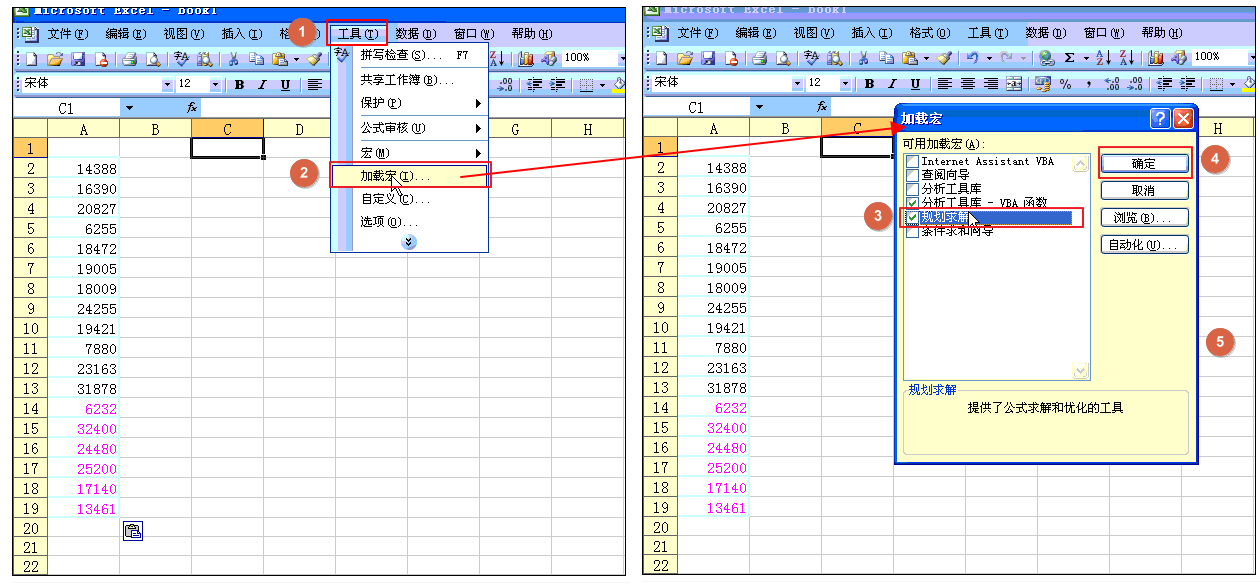 Microsoft Excel - Book1
文件(F) 编辑(E) 视图(V) 插入(I) 1 工具(T) 数据(D) 窗口(W) 帮助(H)
100%
宋体 12 B I U
C1 fx
A B C D G H
1
2 14388
3 16390
4 20827
5 6255
6 18472
7 19005
8 18009
9 24255
10 19421
11 7880
12 23163
13 31878
14 6232
15 32400
16 24480
17 25200
18 17140
19 13461
20
21
22
拼写检查(S)... F7
共享工作簿(B)...
保护(P)
公式审核(U)
宏(M)
2 加载宏(I)...
自定义(C)...
选项(O)...
Microsoft Excel - Book1
文件(F) 编辑(E) 视图(V) 插入(I) 格式(O) 工具(T) 数据(D) 窗口(W) 帮助(H)
Σ 100%
宋体 12 B I U % ,
C1 fx
A B C H
1
2 14388
3 16390
4 20827
5 6255
6 18472
7 19005
8 18009
9 24255
10 19421
11 7880
12 23163
13 31878
14 6232
15 32400
16 24480
17 25200
18 17140
19 13461
20
21
22
加载宏
可用加载宏(A):
Internet Assistant VBA
查阅向导
分析工具库
分析工具库 - VBA 函数
3 规划求解
条件求和向导
确定 4
取消
浏览(B)...
自动化(U)...
5
规划求解
提供了公式求解和优化的工具